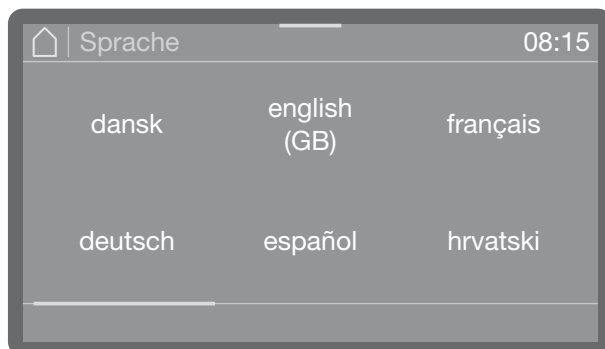 Sprache
08:15
dansk
english
(GB)
français
deutsch
español
hrvatski